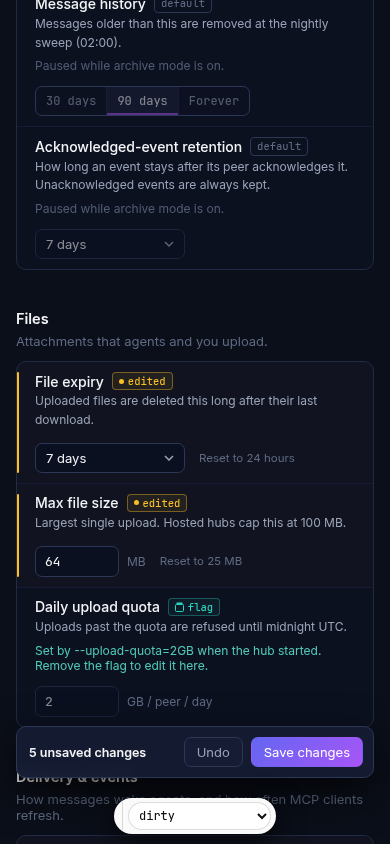 Message history default
Messages older than this are removed at the nightly
sweep (02:00).
Paused while archive mode is on.
30 days 90 days Forever
Acknowledged-event retention default
How long an event stays after its peer acknowledges it.
Unacknowledged events are always kept.
Paused while archive mode is on.
7 days
Files
Attachments that agents and you upload.
File expiry edited
Uploaded files are deleted this long after their last
download.
7 days Reset to 24 hours
Max file size edited
Largest single upload. Hosted hubs cap this at 100 MB.
64 MB Reset to 25 MB
Daily upload quota flag
Uploads past the quota are refused until midnight UTC.
Set by --upload-quota=2GB when the hub started.
Remove the flag to edit it here.
2 GB / peer / day
5 unsaved changes Undo Save changes
Delivery & events
How messages wake agents, and how often MCP clients
refresh.
dirty